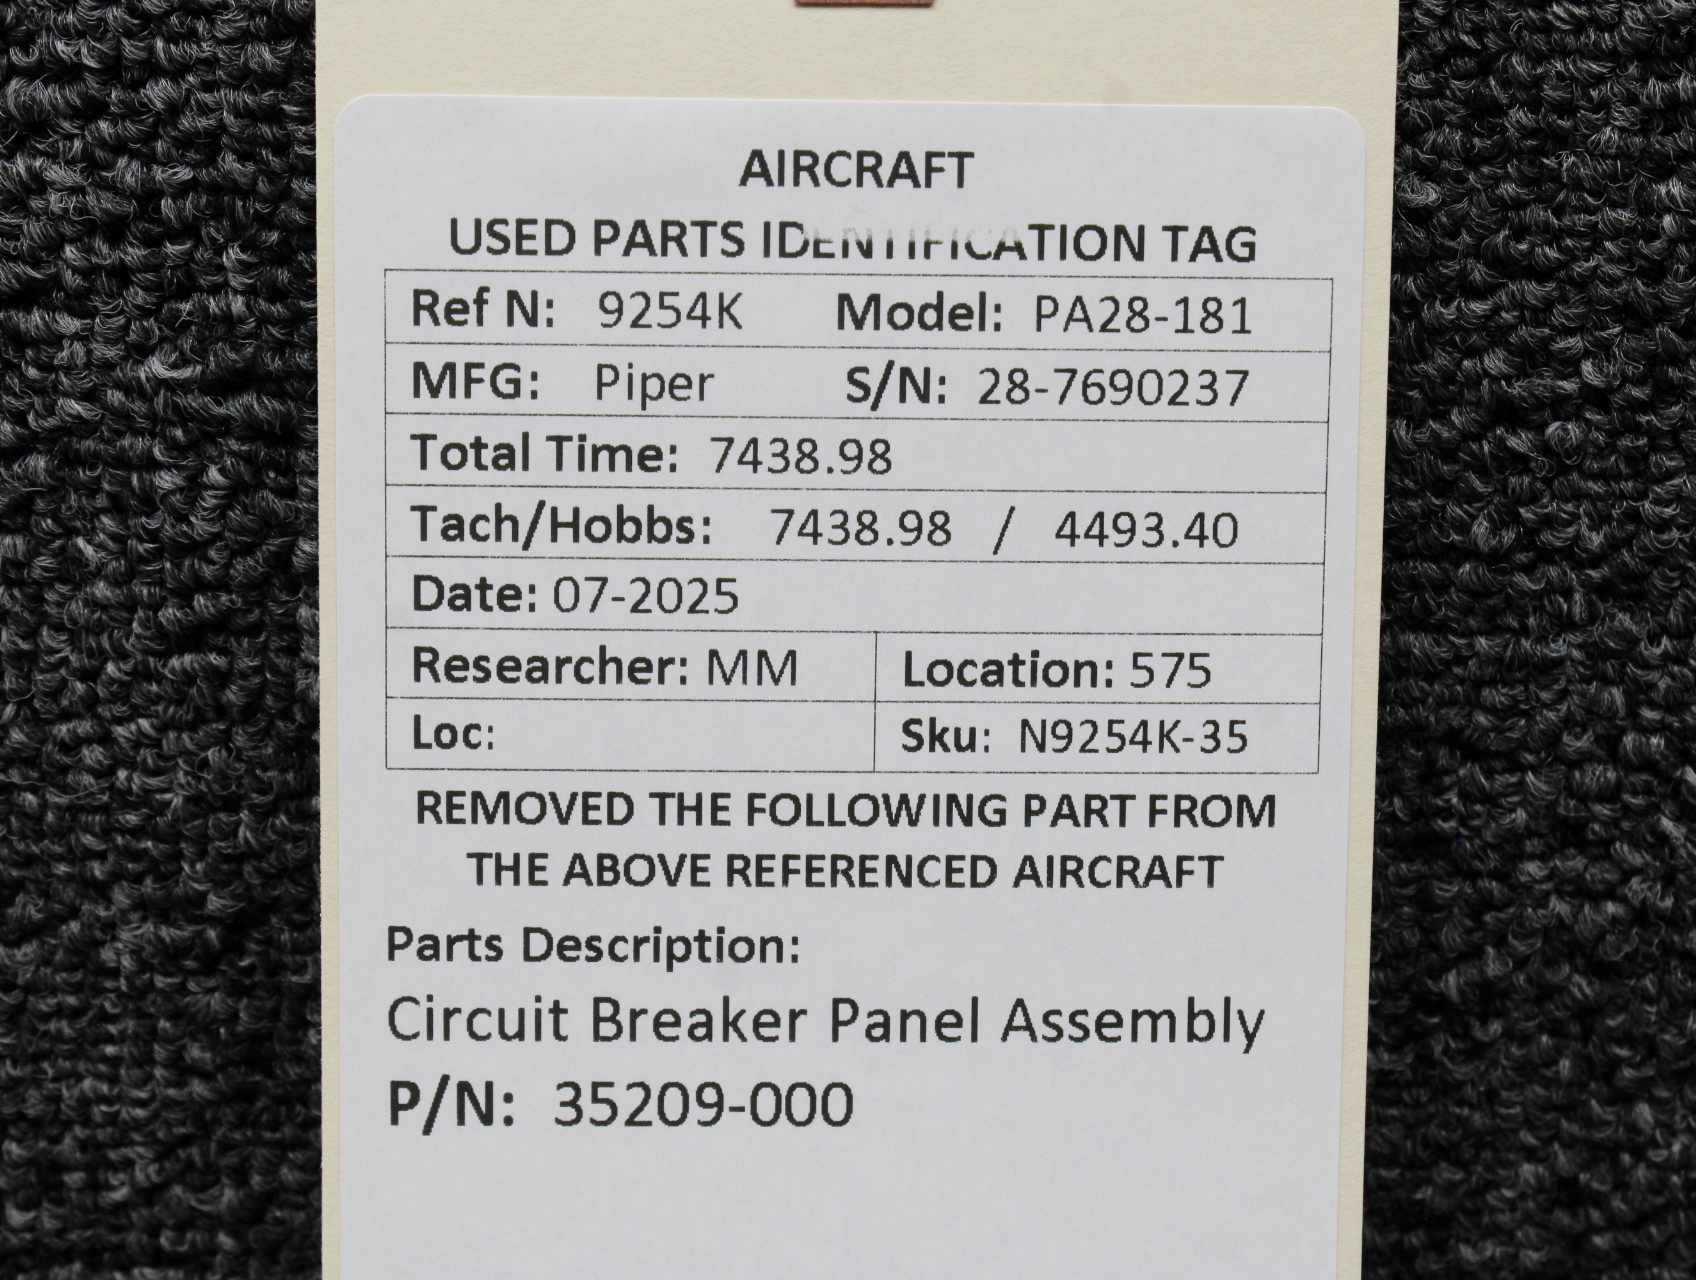 AIRCRAFT
USED PARTS IDENTIFICATION TAG
Ref N: 9254K Model: PA28-181
MFG: Piper S/N: 28-7690237
Total Time: 7438.98
Tach/Hobbs: 7438.98 / 4493.40
Date: 07-2025
Researcher: MM Location: 575
Loc: Sku: N9254K-35
REMOVED THE FOLLOWING PART FROM
THE ABOVE REFERENCED AIRCRAFT
Parts Description:
Circuit Breaker Panel Assembly
P/N: 35209-000